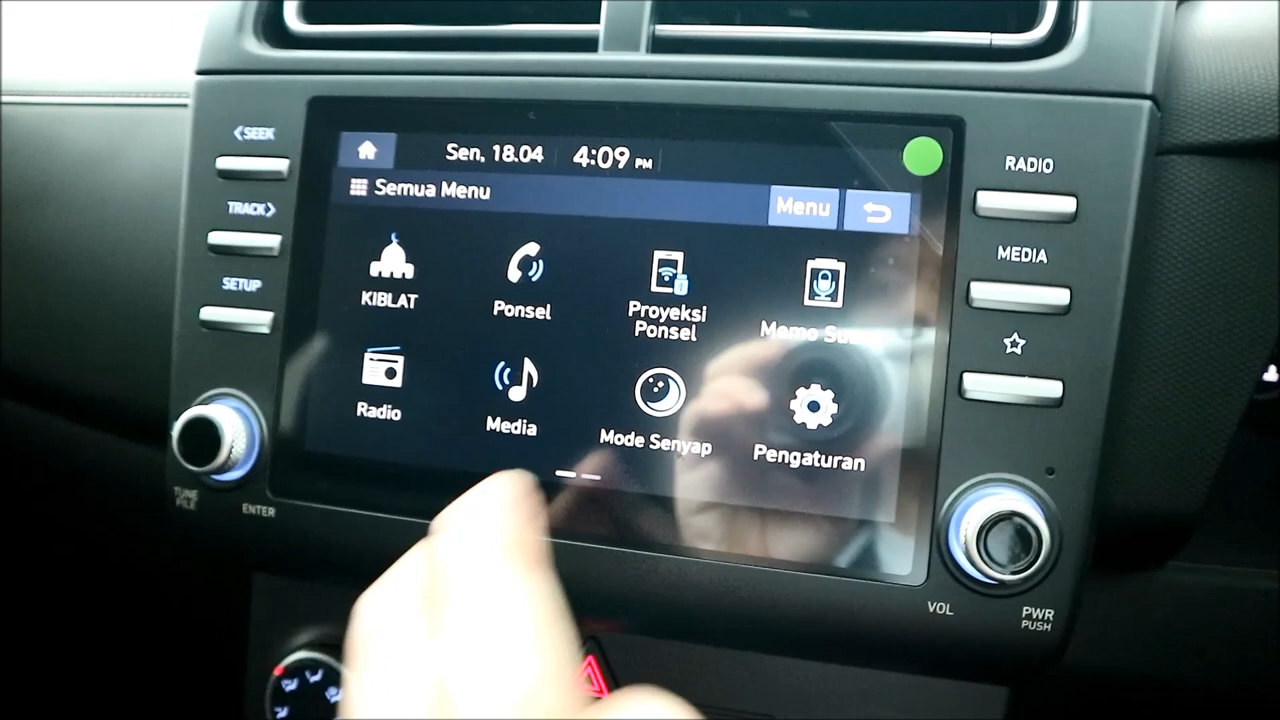 <SEEK
TRACK>
SETUP
TUNE
FILE
ENTER
Sen, 18.04 4:09 PM
Semua Menu
Menu
KIBLAT
Ponsel
Proyeksi
Ponsel
Memo
Radio
Media
Mode Senyap
Pengaturan
RADIO
MEDIA
VOL
PWR
PUSH